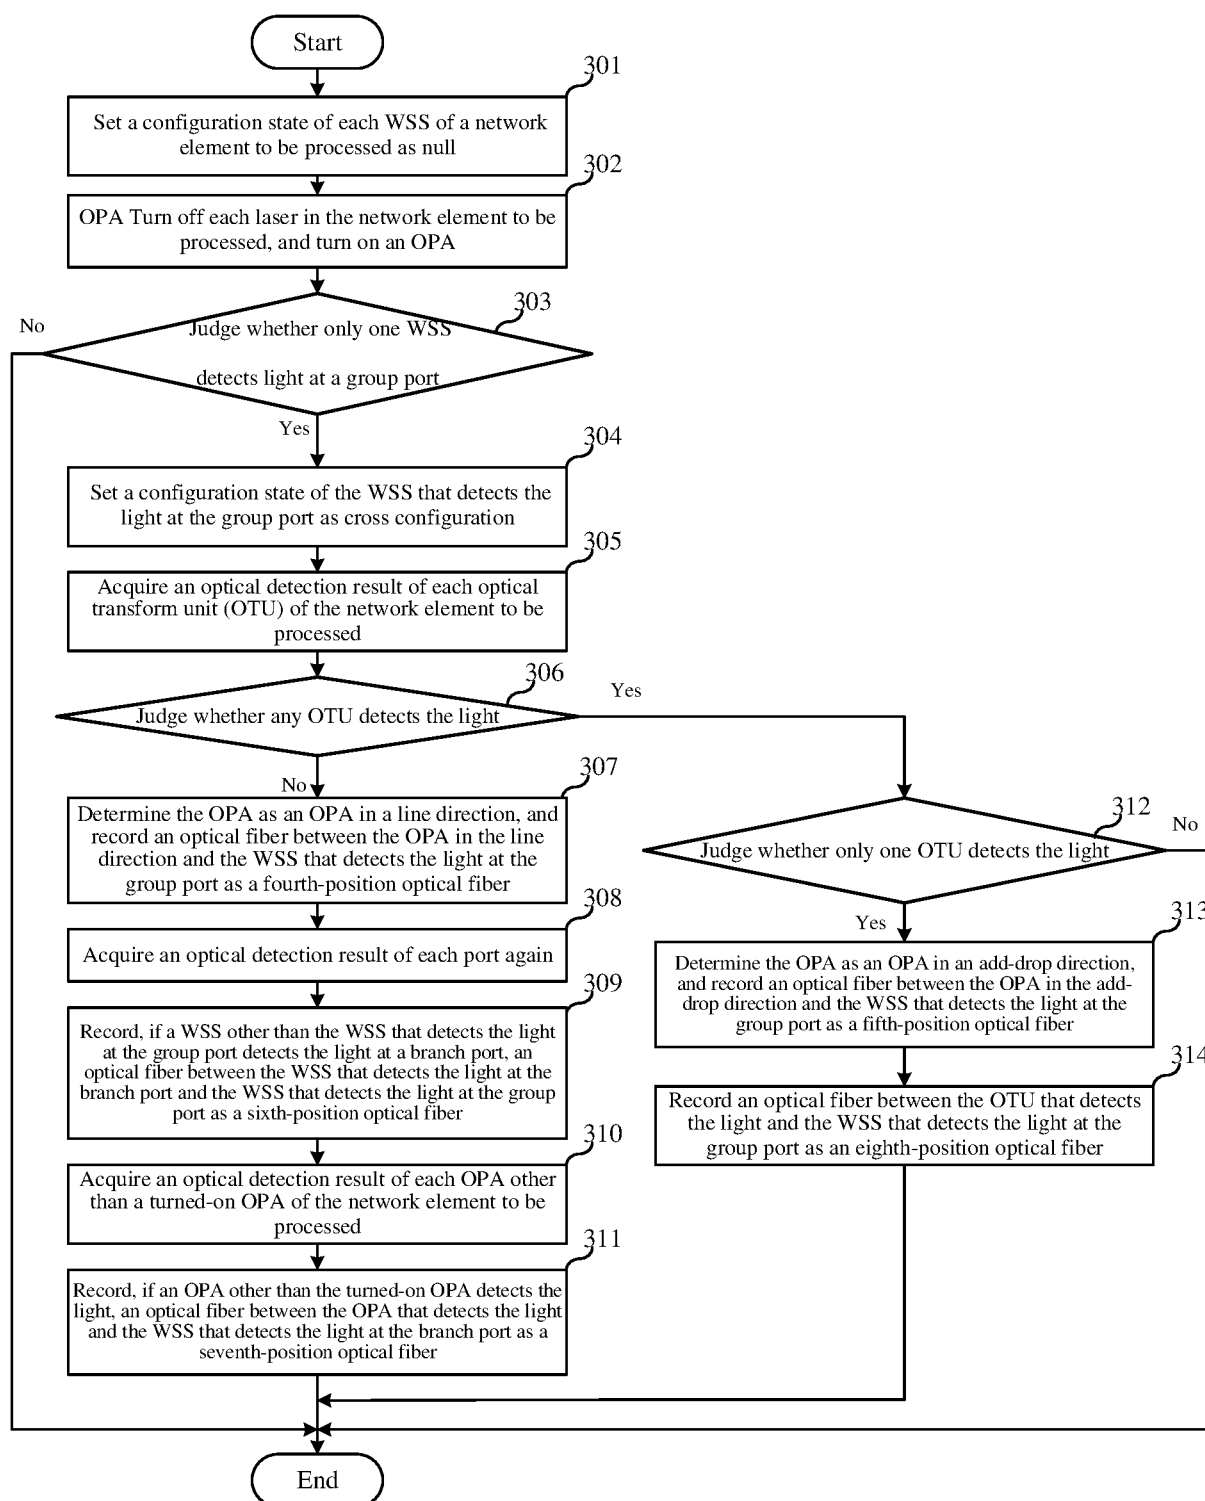 Start
301
Set a configuration state of each WSS of a network
element to be processed as null
302
OPA Turn off each laser in the network element to be
processed, and turn on an OPA
303
No
Judge whether only one WSS
detects light at a group port
Yes
304
Set a configuration state of the WSS that detects the
light at the group port as cross configuration
305
Acquire an optical detection result of each optical
transform unit (OTU) of the network element to be
processed
306
Yes
Judge whether any OTU detects the light
No
307
Determine the OPA as an OPA in a line direction, and
record an optical fiber between the OPA in the line
direction and the WSS that detects the light at the
group port as a fourth-position optical fiber
308
Acquire an optical detection result of each port again
309
Record, if a WSS other than the WSS that detects the light
at the group port detects the light at a branch port, an
optical fiber between the WSS that detects the light at the
branch port and the WSS that detects the light at the group
port as a sixth-position optical fiber
310
Acquire an optical detection result of each OPA other
than a turned-on OPA of the network element to be
processed
311
Record, if an OPA other than the turned-on OPA detects the
light, an optical fiber between the OPA that detects the light
and the WSS that detects the light at the branch port as a
seventh-position optical fiber
312
No
Judge whether only one OTU detects the light
Yes
313
Determine the OPA as an OPA in an add-drop direction,
and record an optical fiber between the OPA in the add-
drop direction and the WSS that detects the light at the
group port as a fifth-position optical fiber
314
Record an optical fiber between the OTU that detects
the light and the WSS that detects the light at the
group port as an eighth-position optical fiber
End